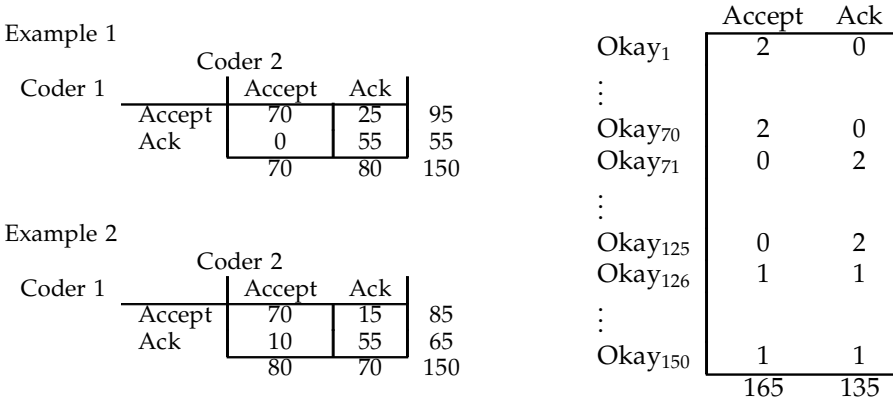 Example 1
Coder 2
Coder 1 Accept Ack
Accept 70 25 95
Ack 0 55 55
70 80 150
Example 2
Coder 2
Coder 1 Accept Ack
Accept 70 15 85
Ack 10 55 65
80 70 150
Accept Ack
Okay₁ 2 0
⋮
Okay₇₀ 2 0
Okay₇₁ 0 2
⋮
Okay₁₂₅ 0 2
Okay₁₂₆ 1 1
⋮
Okay₁₅₀ 1 1
165 135